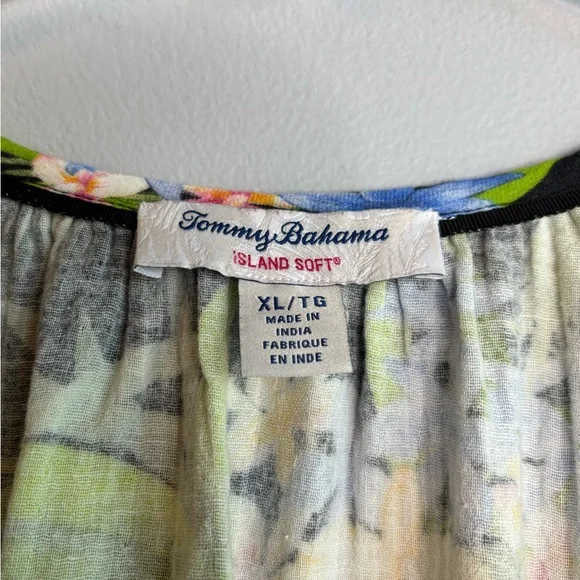 Tommy Bahama
ISLAND SOFT®
XL/TG
MADE IN
INDIA
FABRIQUE
EN INDE